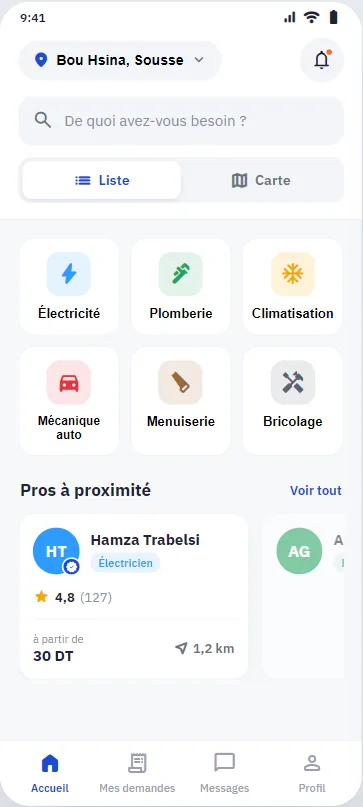 9:41
Bou Hsina, Sousse
De quoi avez-vous besoin ?
Liste
Carte
Électricité
Plomberie
Climatisation
Mécanique
auto
Menuiserie
Bricolage
Pros à proximité
Voir tout
HT
Hamza Trabelsi
Électricien
4,8 (127)
à partir de
30 DT
1,2 km
AG
A
Accueil
Mes demandes
Messages
Profil